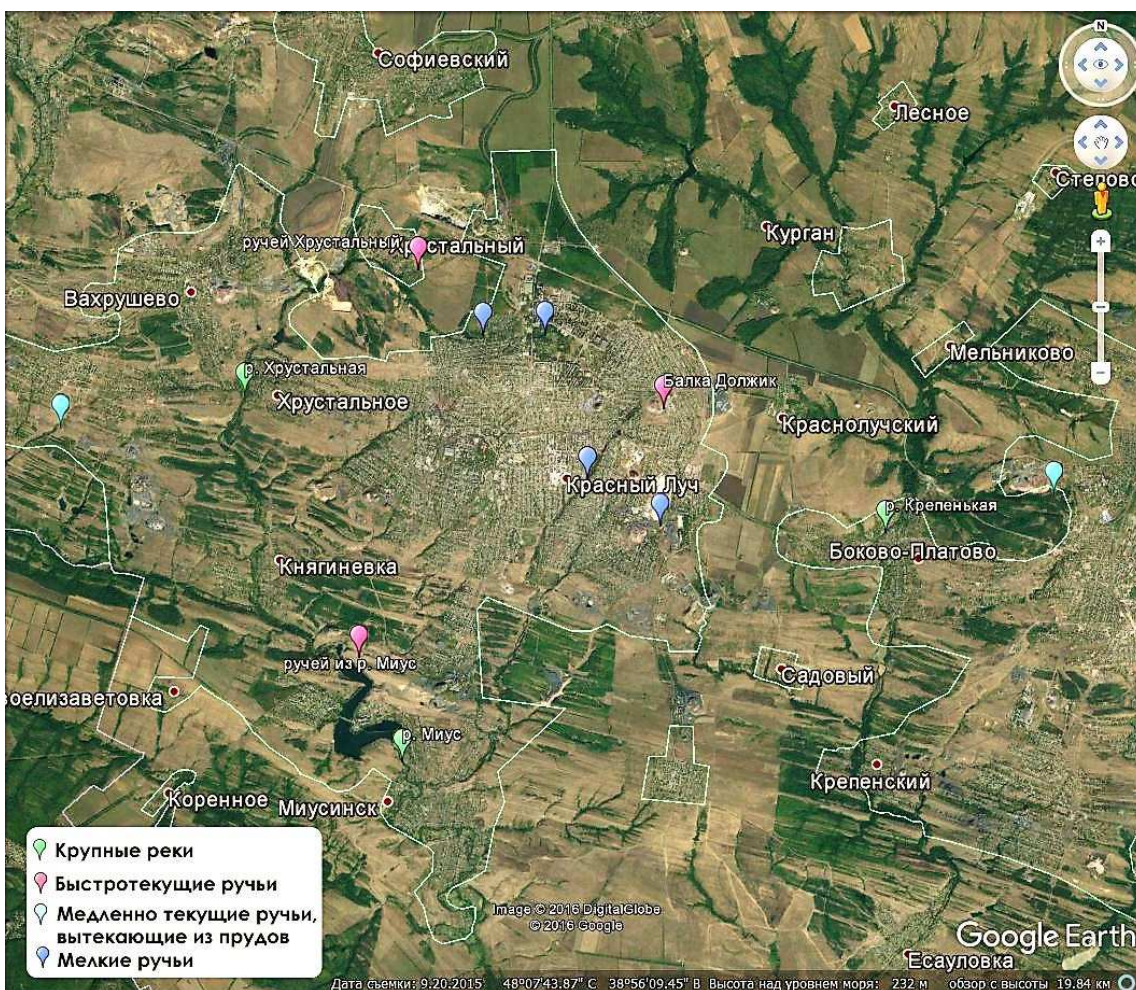 N
Софиевский
Лесное
Степово
ручей Хрустальный
Хрустальный
Курган
Вахрушево
Мельниково
р. Хрустальная
Балка Должик
Хрустальное
Краснолучский
Красный Луч
р. Крепенькая
Боково-Платово
Княгиневка
ручей из р. Миус
Садовый
воелизаветовка
р. Миус
Крепенский
Коренное
Миусинск
Крупные реки
Быстротекущие ручьи
Медленно текущие ручьи,
вытекающие из прудов
Мелкие ручьи
Image © 2016 DigitalGlobe
© 2016 Google
Google Earth
Есауловка
Дата съемки: 9.20.2015 48°07'43.87" С 38°56'09.45" В Высота над уровнем моря: 232 м обзор с высоты 19.84 км